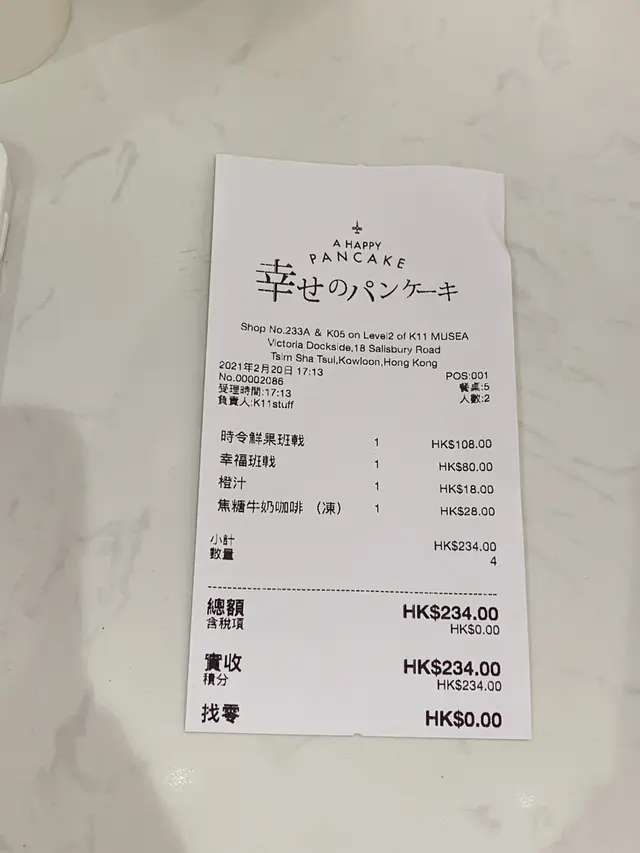 A HAPPY
PANCAKE
幸せのパンケーキ
Shop No.233A & K05 on Level2 of K11 MUSEA
Victoria Dockside,18 Salisbury Road
Tsim Sha Tsui,Kowloon,Hong Kong
2021年2月20日 17:13 POS:001
No.00002086 餐桌:5
受理時間:17:13 人數:2
負責人:K11stuff
時令鮮果班戟 1 HK$108.00
幸福班戟 1 HK$80.00
橙汁 1 HK$18.00
焦糖牛奶咖啡 （凍） 1 HK$28.00
小計 HK$234.00
數量 4
總額 HK$234.00
含稅項 HK$0.00
實收 HK$234.00
積分 HK$234.00
找零 HK$0.00